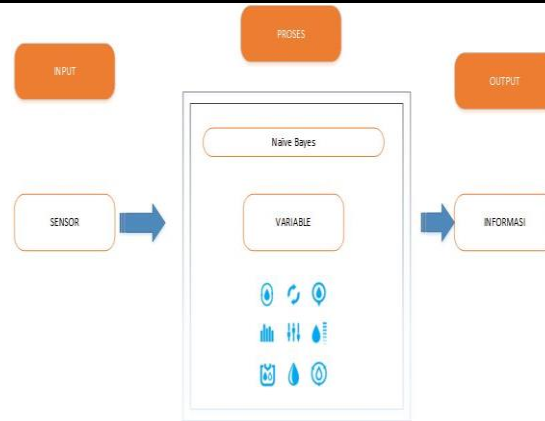 PROSES
INPUT
OUTPUT
Naive Bayes
SENSOR
VARIABLE
INFORMASI